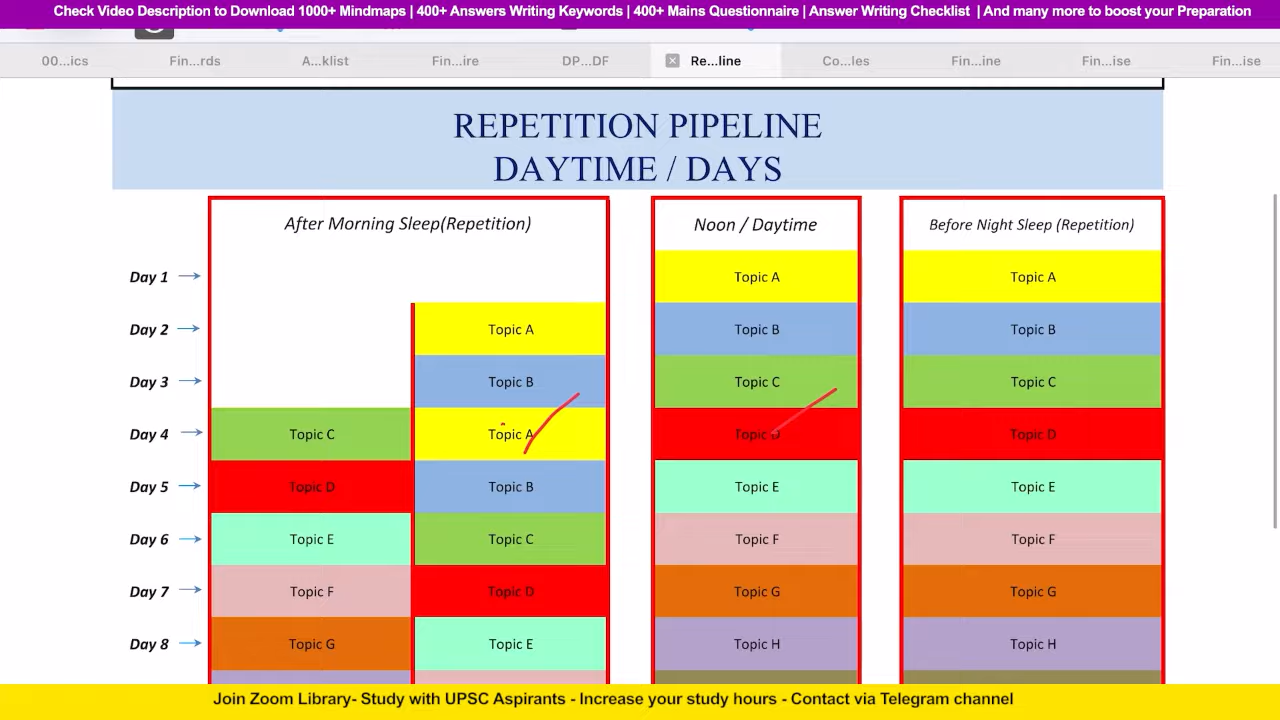 Check Video Description to Download 1000+ Mindmaps | 400+ Answers Writing Keywords | 400+ Mains Questionnaire | Answer Writing Checklist | And many more to boost your Preparation
00...ics Fin...rds A...klist Fin...ire DP...DF Re...line Co...les Fin...ine Fin...ise Fin...ise
REPETITION PIPELINE
DAYTIME / DAYS
After Morning Sleep(Repetition) Noon / Daytime Before Night Sleep (Repetition)
Day 1 Topic A Topic A
Day 2 Topic A Topic B Topic B
Day 3 Topic B Topic C Topic C
Day 4 Topic C Topic A Topic D Topic D
Day 5 Topic D Topic B Topic E Topic E
Day 6 Topic E Topic C Topic F Topic F
Day 7 Topic F Topic D Topic G Topic G
Day 8 Topic G Topic E Topic H Topic H
Join Zoom Library- Study with UPSC Aspirants - Increase your study hours - Contact via Telegram channel